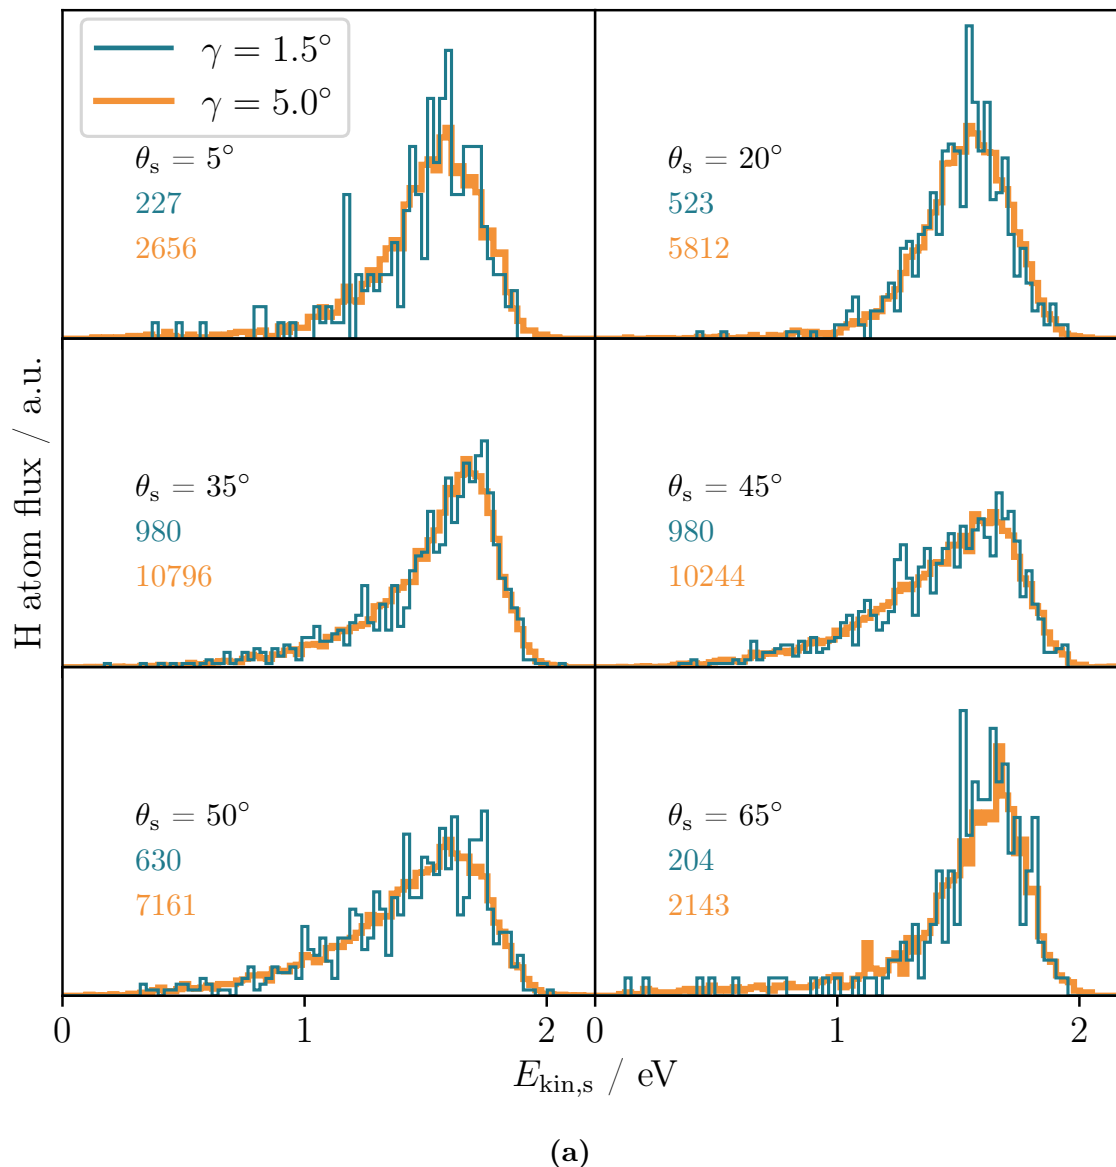 γ = 1.5°
γ = 5.0°
θs = 5°
227
2656
θs = 20°
523
5812
θs = 35°
980
10796
θs = 45°
980
10244
θs = 50°
630
7161
θs = 65°
204
2143
H atom flux / a.u.
0 1 2 0 1 2
Ekin,s / eV
(a)